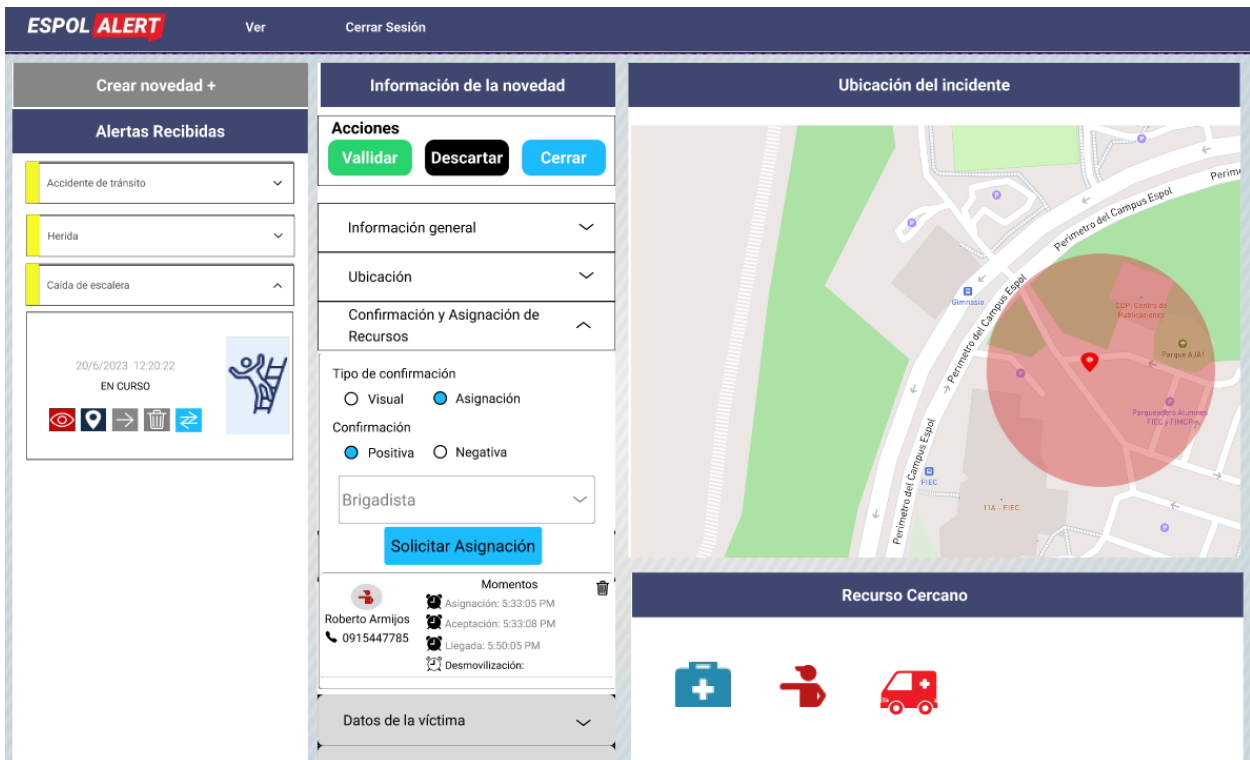 ESPOL ALERT
Ver
Cerrar Sesión
Crear novedad +
Alertas Recibidas
Accidente de tránsito
Herida
Caída de escalera
20/6/2023 12:20:22
EN CURSO
Información de la novedad
Acciones
Vallidar
Descartar
Cerrar
Información general
Ubicación
Confirmación y Asignación de
Recursos
Tipo de confirmación
Visual
Asignación
Confirmación
Positiva
Negativa
Brigadista
Solicitar Asignación
Momentos
Roberto Armijos
0915447785
Asignación: 5:33:05 PM
Aceptación: 5:33:08 PM
Llegada: 5:50:05 PM
Desmovilización:
Datos de la víctima
Ubicación del incidente
Perime
Perimetro del Campus Espol
Gimnasio
Perimetro del Campus Espol
COP- Centro de
Publicaciones
Parque AJA!
Parqueadero Alumnos
FIEC y FIMCP
Perimetro del Campus Espol
FIEC
11A - FIEC
Recurso Cercano